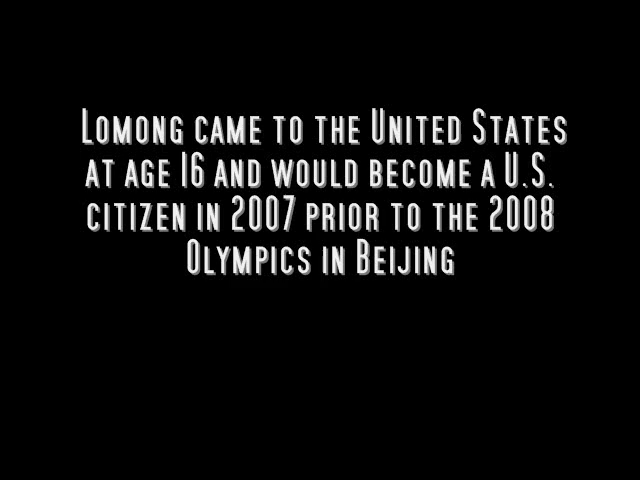 Lomong came to the United States
at age 16 and would become a U.S.
citizen in 2007 prior to the 2008
Olympics in Beijing